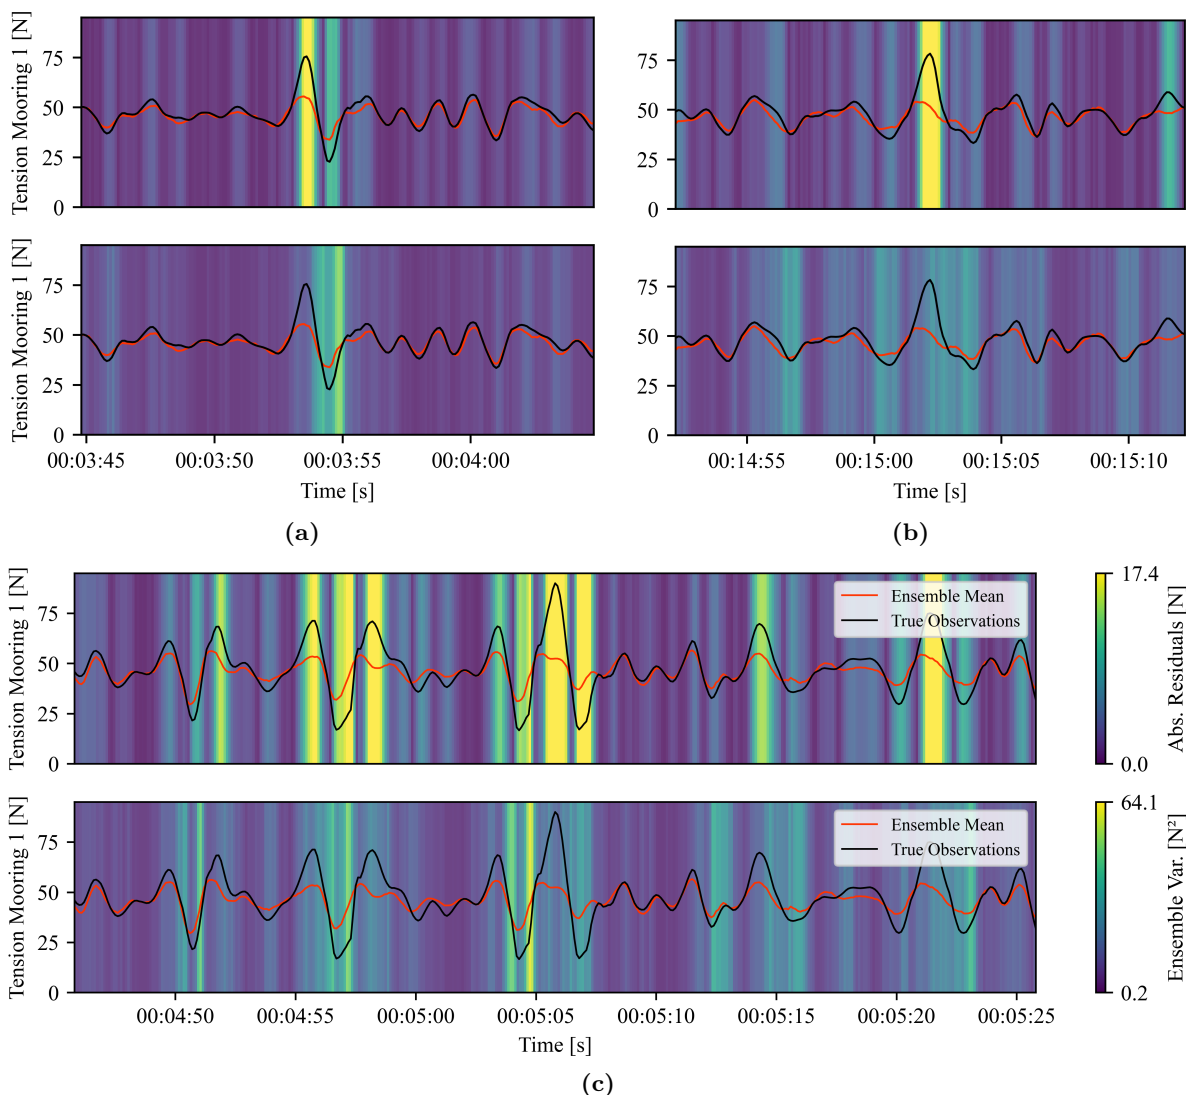 Tension Mooring 1 [N]
75
50
25
0
75
50
25
0
Tension Mooring 1 [N]
75
50
25
0
75
50
25
0
00:03:45 00:03:50 00:03:55 00:04:00
00:14:55 00:15:00 00:15:05 00:15:10
Time [s]
Time [s]
(a)
(b)
Tension Mooring 1 [N]
75
50
25
0
Ensemble Mean
True Observations
17.4
0.0
Abs. Residuals [N]
Tension Mooring 1 [N]
75
50
25
0
Ensemble Mean
True Observations
64.1
0.2
Ensemble Var. [N²]
00:04:50 00:04:55 00:05:00 00:05:05 00:05:10 00:05:15 00:05:20 00:05:25
Time [s]
(c)